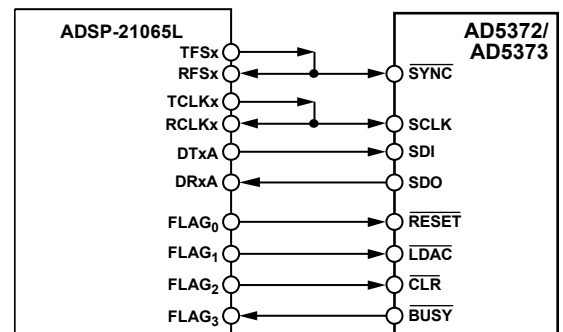 ADSP-21065L
AD5372/
AD5373
TFSx
RFSx
SYNC
TCLKx
RCLKx
SCLK
DTxA
SDI
DRxA
SDO
FLAG0
RESET
FLAG1
LDAC
FLAG2
CLR
FLAG3
BUSY